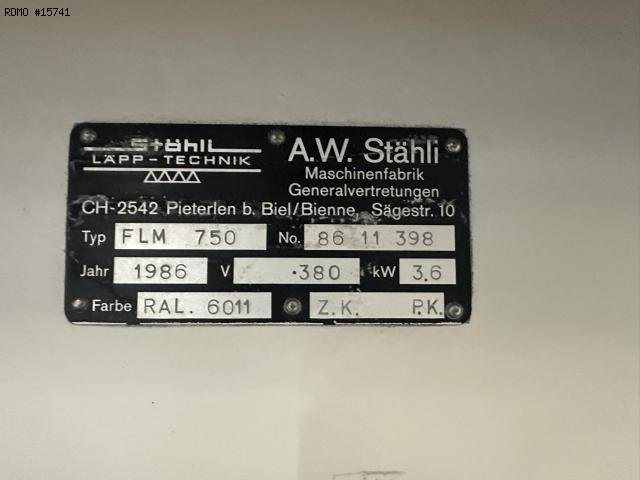 RDMO #15741
Stähli
LÄPP-TECHNIK
A.W. Stähli
Maschinenfabrik
Generalvertretungen
CH-2542 Pieterlen b. Biel/Bienne, Sägestr. 10
Typ FLM 750 No. 86 11 398
Jahr 1986 V ·380 kW 3.6
Farbe RAL. 6011 Z.K. P.K.